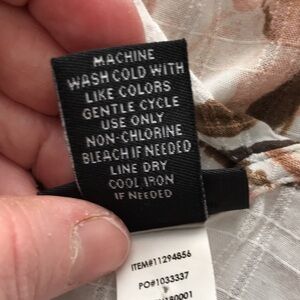 MACHINE
WASH COLD WITH
LIKE COLORS
GENTLE CYCLE
USE ONLY
NON-CHLORINE
BLEACH IF NEEDED
LINE DRY
COOL IRON
IF NEEDED
ITEM#11294856
PO#1033337